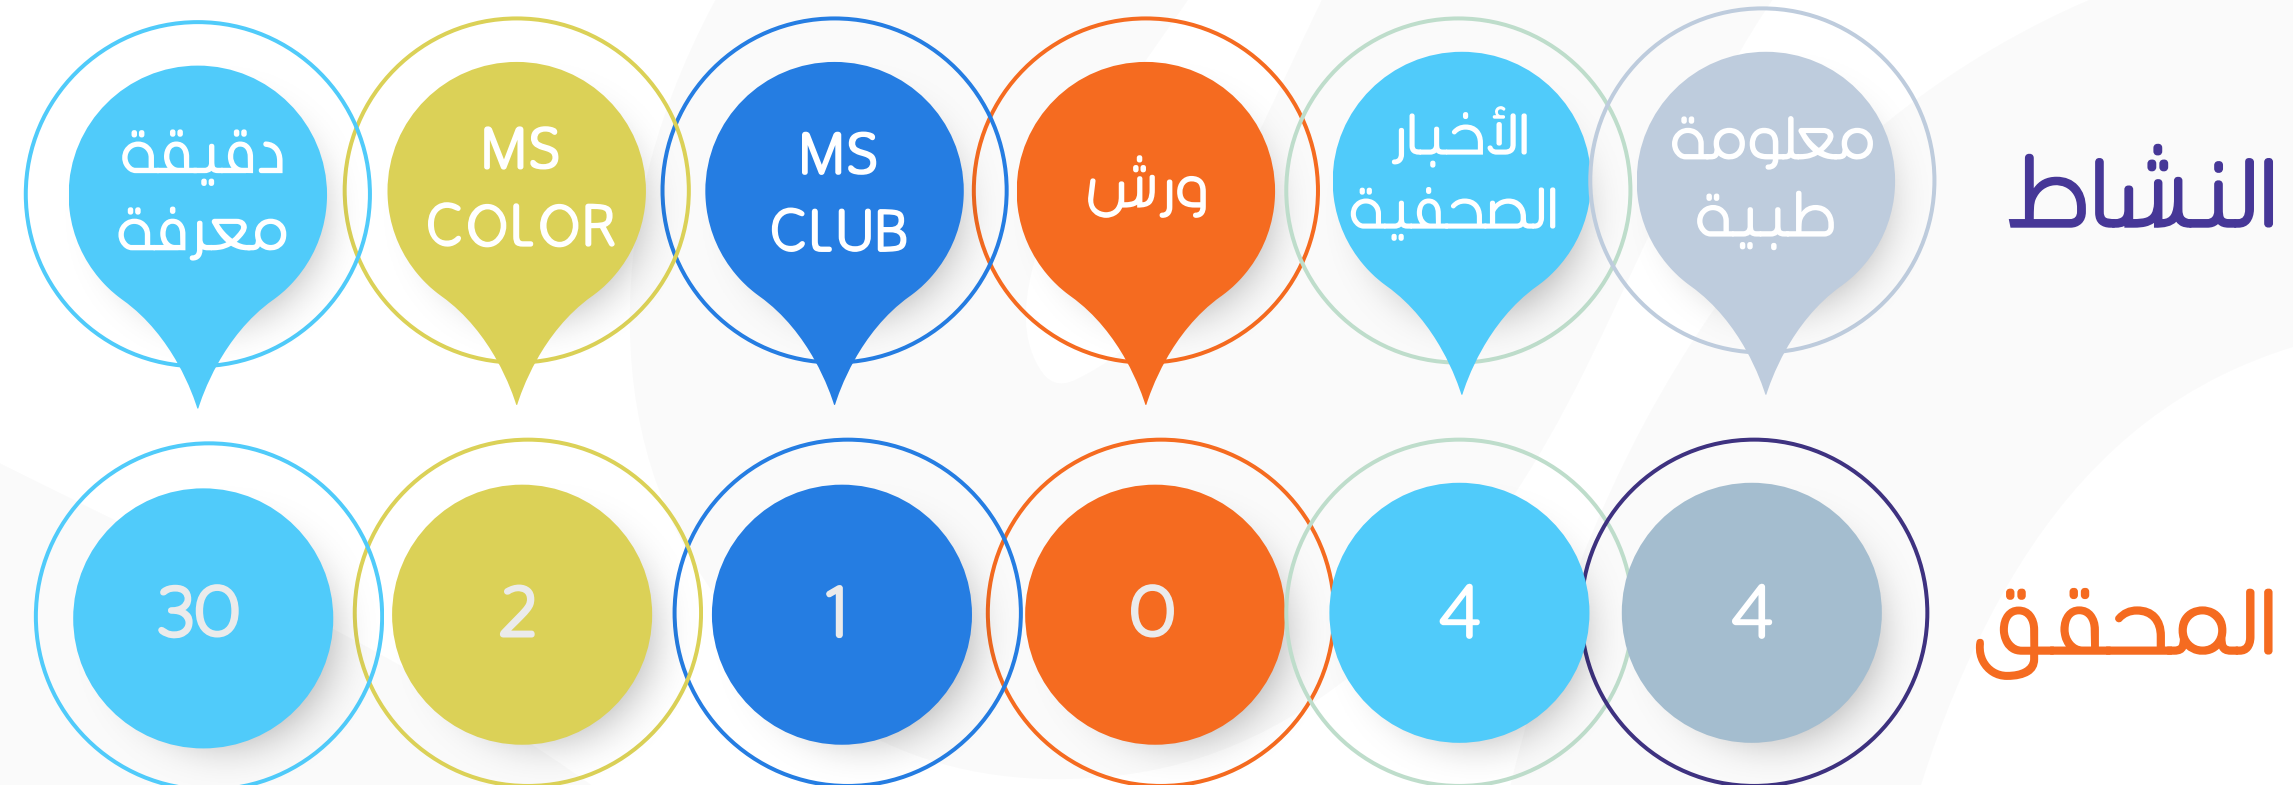 النشاط
معلومة
طبية
الأخبار
الصحفية
ورش
MS
CLUB
MS
COLOR
دقيقة
معرفة
المحقق
4
4
0
1
2
30